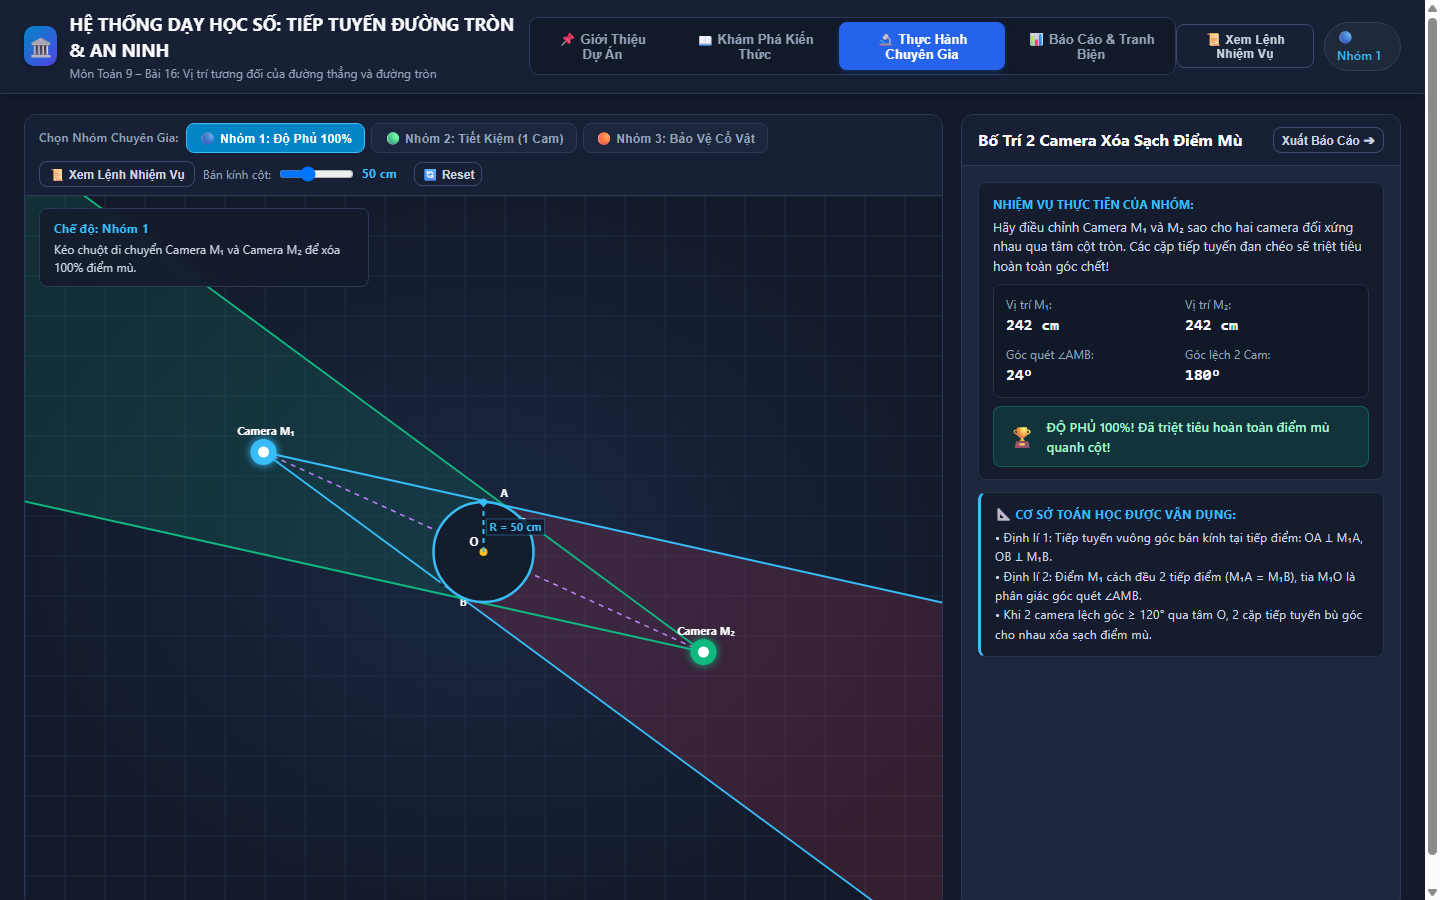 HỆ THỐNG DẠY HỌC SỐ: TIẾP TUYẾN ĐƯỜNG TRÒN
& AN NINH
Môn Toán 9 – Bài 16: Vị trí tương đối của đường thẳng và đường tròn
Giới Thiệu
Dự Án
Khám Phá Kiến
Thức
Thực Hành
Chuyên Gia
Báo Cáo & Tranh
Biện
Xem Lệnh
Nhiệm Vụ
Nhóm 1
Chọn Nhóm Chuyên Gia:
Nhóm 1: Độ Phủ 100%
Nhóm 2: Tiết Kiệm (1 Cam)
Nhóm 3: Bảo Vệ Cổ Vật
Xem Lệnh Nhiệm Vụ
Bán kính cột:
50 cm
Reset
Chế độ: Nhóm 1
Kéo chuột di chuyển Camera M₁ và Camera M₂ để xóa
100% điểm mù.
Camera M₁
A
R = 50 cm
O
B
Camera M₂
Bố Trí 2 Camera Xóa Sạch Điểm Mù
Xuất Báo Cáo ➔
NHIỆM VỤ THỰC TIỄN CỦA NHÓM:
Hãy điều chỉnh Camera M₁ và M₂ sao cho hai camera đối xứng
nhau qua tâm cột tròn. Các cặp tiếp tuyến đan chéo sẽ triệt tiêu
hoàn toàn góc chết!
Vị trí M₁:
242 cm
Vị trí M₂:
242 cm
Góc quét ∠AMB:
24°
Góc lệch 2 Cam:
180°
ĐỘ PHỦ 100%! Đã triệt tiêu hoàn toàn điểm mù
quanh cột!
CƠ SỞ TOÁN HỌC ĐƯỢC VẬN DỤNG:
• Định lí 1: Tiếp tuyến vuông góc bán kính tại tiếp điểm: OA ⊥ M₁A,
OB ⊥ M₁B.
• Định lí 2: Điểm M₁ cách đều 2 tiếp điểm (M₁A = M₁B), tia M₁O là
phân giác góc quét ∠AMB.
• Khi 2 camera lệch góc ≥ 120° qua tâm O, 2 cặp tiếp tuyến bù góc
cho nhau xóa sạch điểm mù.